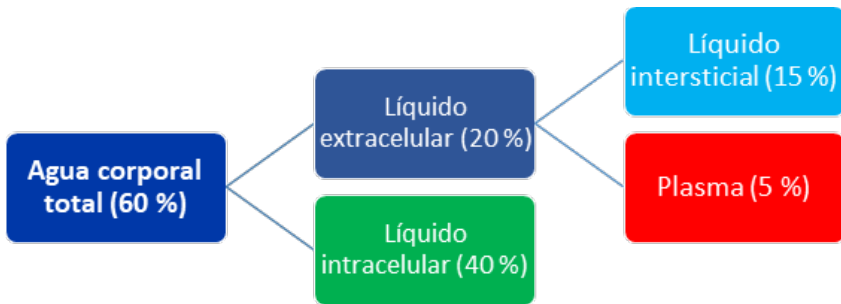 Agua corporal
total (60 %)
Líquido
extracelular (20 %)
Líquido
intracelular (40 %)
Líquido
intersticial (15 %)
Plasma (5 %)